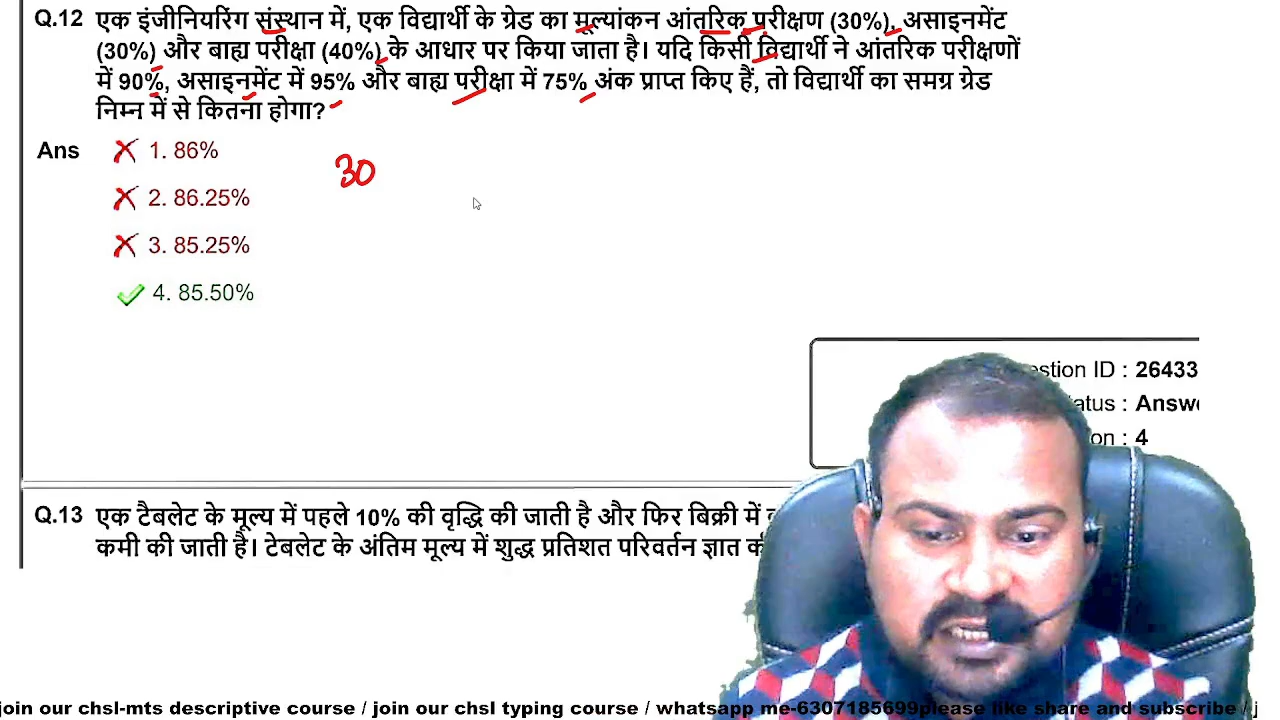 Q.12 एक इंजीनियरिंग संस्थान में, एक विद्यार्थी के ग्रेड का मूल्यांकन आंतरिक परीक्षण (30%), असाइनमेंट
(30%) और बाह्य परीक्षा (40%) के आधार पर किया जाता है। यदि किसी विद्यार्थी ने आंतरिक परीक्षणों
में 90%, असाइनमेंट में 95% और बाह्य परीक्षा में 75% अंक प्राप्त किए हैं, तो विद्यार्थी का समग्र ग्रेड
निम्न में से कितना होगा?
Ans 1. 86%
30
2. 86.25%
3. 85.25%
4. 85.50%
estion ID : 26433
tatus : Answ
on : 4
Q.13 एक टैबलेट के मूल्य में पहले 10% की वृद्धि की जाती है और फिर बिक्री में
कमी की जाती है। टेबलेट के अंतिम मूल्य में शुद्ध प्रतिशत परिवर्तन ज्ञात
join our chsl-mts descriptive course / join our chsl typing course / whatsapp me-6307185699please like share and subscribe / j